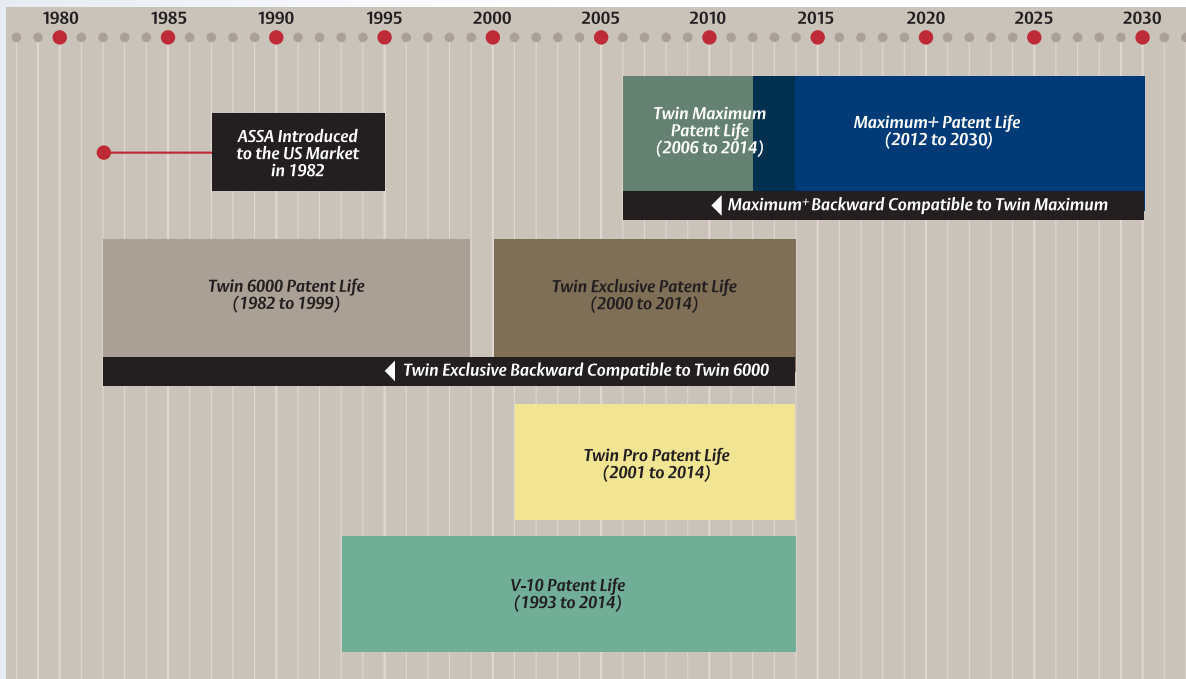 1980 1985 1990 1995 2000 2005 2010 2015 2020 2025 2030
ASSA Introduced
to the US Market
in 1982
Twin Maximum
Patent Life
(2006 to 2014)
Maximum+ Patent Life
(2012 to 2030)
Maximum+ Backward Compatible to Twin Maximum
Twin 6000 Patent Life
(1982 to 1999)
Twin Exclusive Patent Life
(2000 to 2014)
Twin Exclusive Backward Compatible to Twin 6000
Twin Pro Patent Life
(2001 to 2014)
V-10 Patent Life
(1993 to 2014)